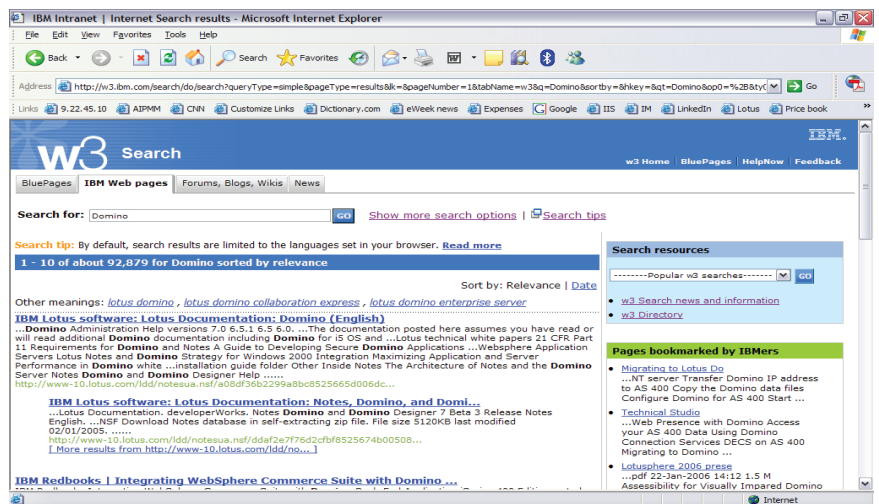 IBM Intranet | Internet Search results - Microsoft Internet Explorer
File Edit View Favorites Tools Help
Back Search Favorites
Address http://w3.ibm.com/search/do/search?queryType=simple&pageType=results&lk=&pageNumber=1&tabName=w3&q=Domino&sortby=&hkey=&qt=Domino&op0=%2B&ty( Go
Links 9.22.45.10 AIPMM CNN Customize Links Dictionary.com eWeek news Expenses Google IIS IM LinkedIn Lotus Price book »
IBM.
w3 Search
w3 Home BluePages HelpNow Feedback
BluePages IBM Web pages Forums, Blogs, Wikis News
Search for: Domino GO Show more search options | Search tips
Search tip: By default, search results are limited to the languages set in your browser. Read more
1 - 10 of about 92,879 for Domino sorted by relevance
Sort by: Relevance | Date
Other meanings: lotus domino , lotus domino collaboration express , lotus domino enterprise server
IBM Lotus software: Lotus Documentation: Domino (English)
...Domino Administration Help versions 7.0 6.5.1 6.5 6.0. ...The documentation posted here assumes you have read or
will read additional Domino documentation including Domino for i5 OS and ...Lotus technical white papers 21 CFR Part
11 Requirements for Domino and Notes A Guide to Developing Secure Domino Applications ...Websphere Application
Servers Lotus Notes and Domino Strategy for Windows 2000 Integration Maximizing Application and Server
Performance in Domino white ...installation guide folder Other Inside Notes The Architecture of Notes and the Domino
Server Notes Domino and Domino Designer Help ......
http://www-10.lotus.com/ldd/notesua.nsf/a08df36b2299a8bc8525665d006dc...
IBM Lotus software: Lotus Documentation: Notes, Domino, and Domi...
...Lotus Documentation. developerWorks. Notes Domino and Domino Designer 7 Beta 3 Release Notes
English. ...NSF Download Notes database in self-extracting zip file. File size 5120KB last modified
02/01/2005. ......
http://www-10.lotus.com/ldd/notesua.nsf/ddaf2e7f76d2cfbf8525674b00508...
[ More results from http://www-10.lotus.com/ldd/no... ]
IBM Redbooks | Integrating WebSphere Commerce Suite with Domino ...
Search resources
--------Popular w3 searches------- GO
w3 Search news and information
w3 Directory
Pages bookmarked by IBMers
Migrating to Lotus Do
...NT server Transfer Domino IP address
to AS 400 Copy the Domino data files
Configure Domino for AS 400 Start ...
Technical Studio
...Web Presence with Domino Access
your AS 400 Data Using Domino
Connection Services DECS on AS 400
Migrating to Domino ...
Lotusphere 2006 prese
...pdf 22-Jan-2006 14:12 1.5 M
Assessibility for Visually Impared Domino
Internet